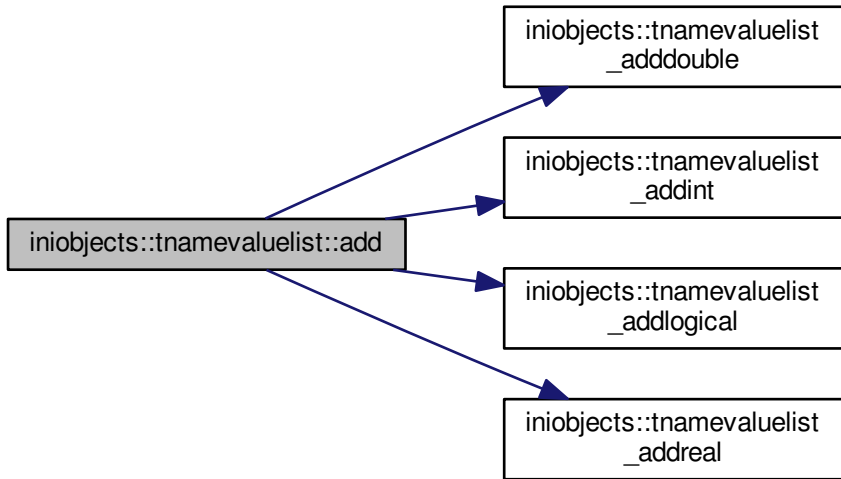 iniobjects::tnamevaluelist::add
iniobjects::tnamevaluelist
_adddouble
iniobjects::tnamevaluelist
_addint
iniobjects::tnamevaluelist
_addlogical
iniobjects::tnamevaluelist
_addreal